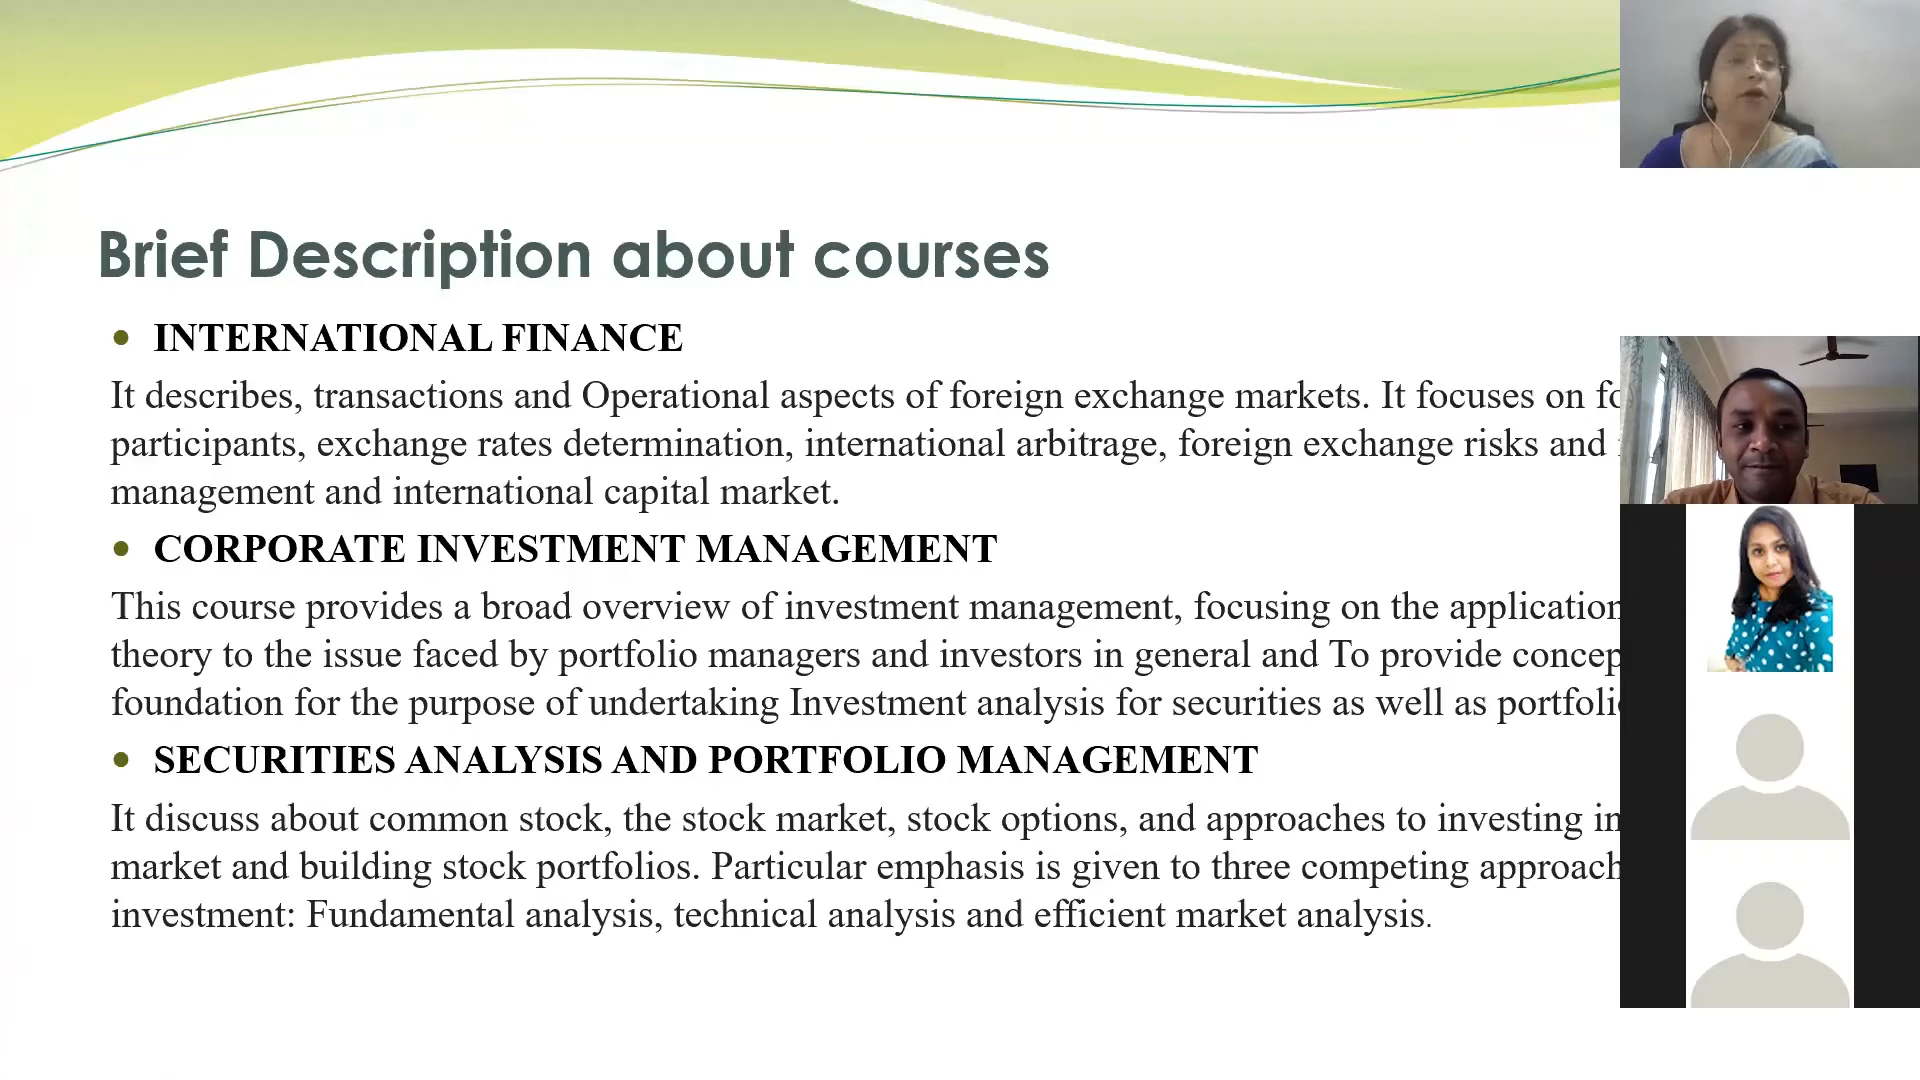 Brief Description about courses
• INTERNATIONAL FINANCE
It describes, transactions and Operational aspects of foreign exchange markets. It focuses on
participants, exchange rates determination, international arbitrage, foreign exchange risks and
management and international capital market.
• CORPORATE INVESTMENT MANAGEMENT
This course provides a broad overview of investment management, focusing on the application
theory to the issue faced by portfolio managers and investors in general and To provide
foundation for the purpose of undertaking Investment analysis for securities as well as
• SECURITIES ANALYSIS AND PORTFOLIO MANAGEMENT
It discuss about common stock, the stock market, stock options, and approaches to investing in
market and building stock portfolios. Particular emphasis is given to three competing
investment: Fundamental analysis, technical analysis and efficient market analysis.